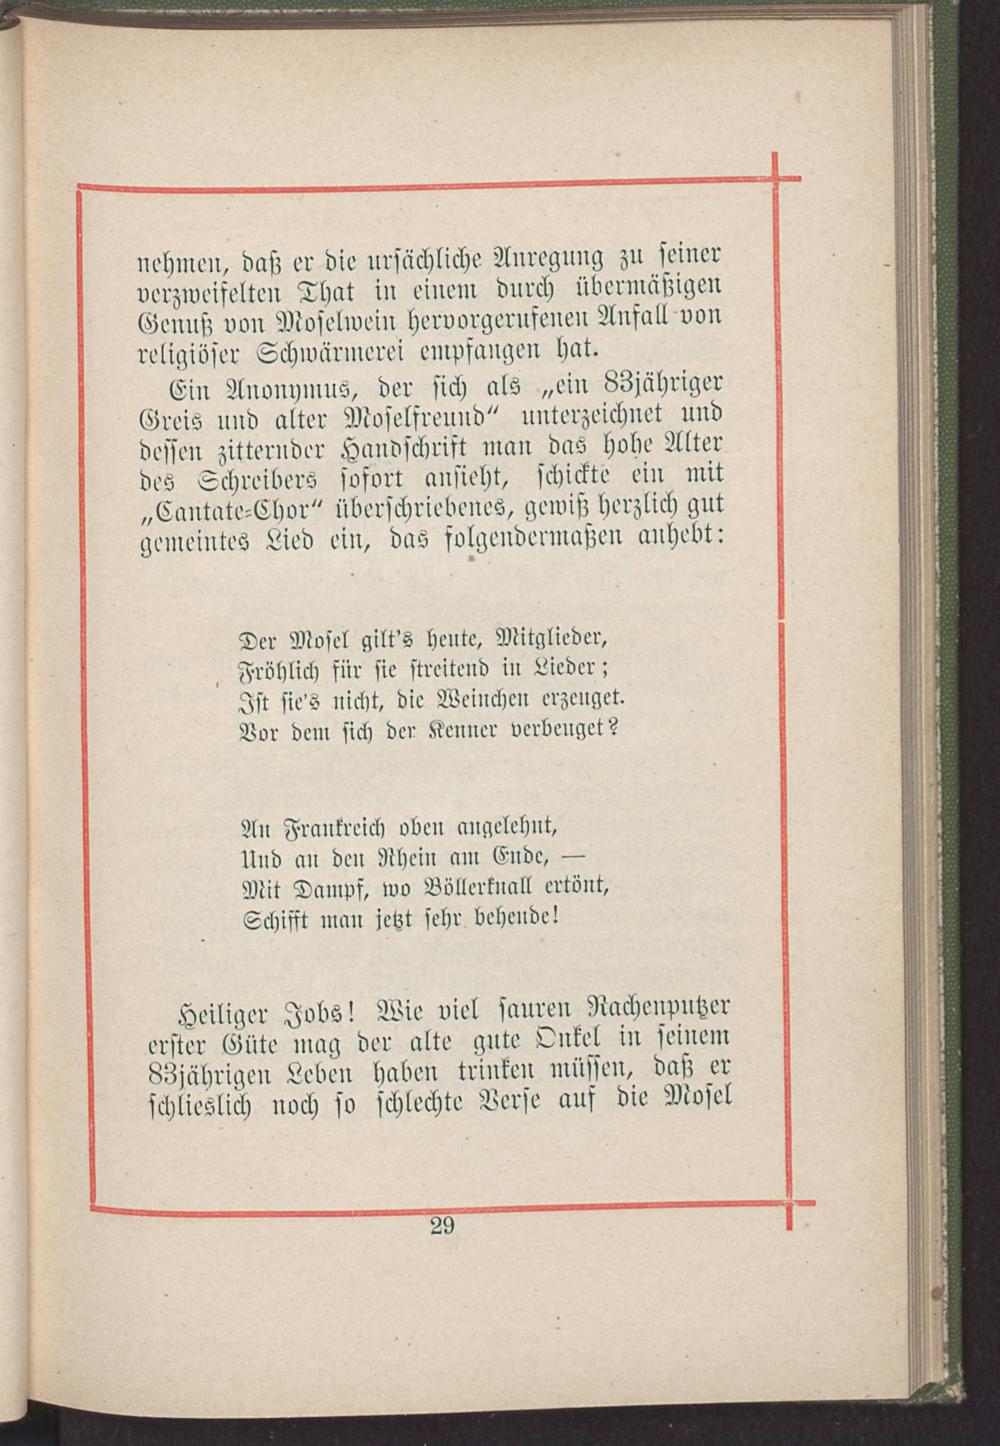 nehmen, daß er die ursächliche Anregung zu seiner
verzweifelten That in einem durch übermäßigen
Genuß von Moselwein hervorgerufenen Anfall von
religiöser Schwärmerei empfangen hat.
Ein Anonymus, der sich als „ein 83jähriger
Greis und alter Moselfreund“ unterzeichnet und
dessen zitternder Handschrift man das hohe Alter
des Schreibers sofort ansieht, schickte ein mit
„Cantate-Chor“ überschriebenes, gewiß herzlich gut
gemeintes Lied ein, das folgendermaßen anhebt:
Der Mosel gilt's heute, Mitglieder,
Fröhlich für sie streitend in Lieder;
Ist sie's nicht, die Weinchen erzeuget.
Vor dem sich der Kenner verbeuget?
An Frankreich oben angelehnt,
Und an den Rhein am Ende, —
Mit Dampf, wo Böllerknall ertönt,
Schifft man jetzt sehr behende!
Heiliger Jobs! Wie viel sauren Rachenputzer
erster Güte mag der alte gute Onkel in seinem
83jährigen Leben haben trinken müssen, daß er
schlieslich noch so schlechte Verse auf die Mosel
29